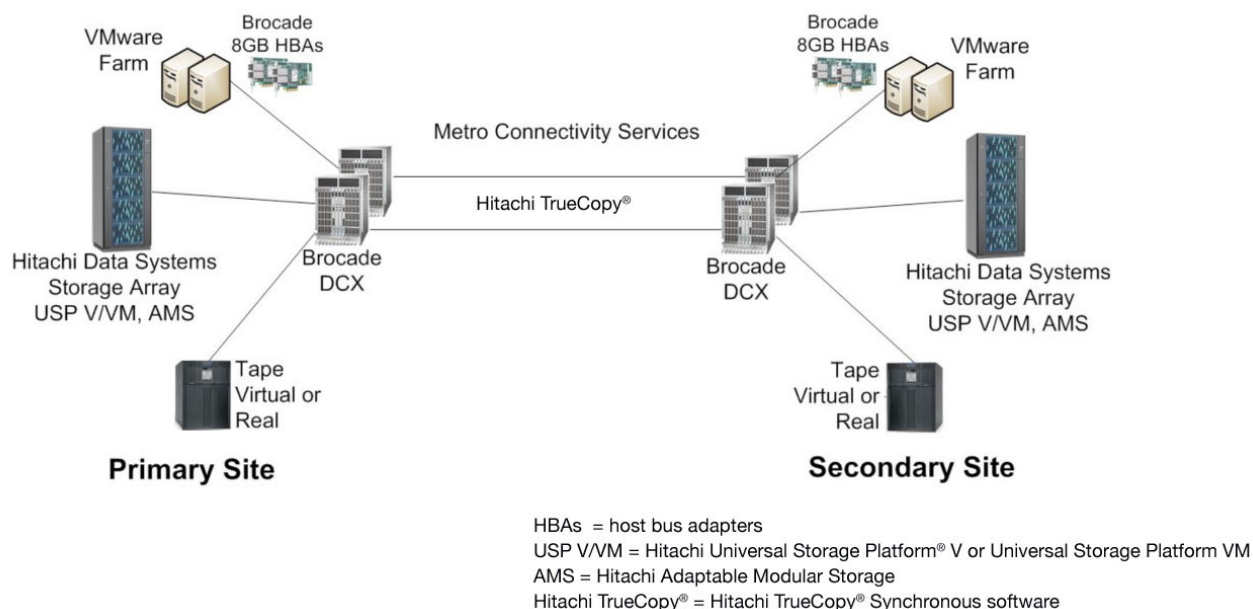 Brocade
8GB HBAs
VMware
Farm
Brocade
8GB HBAs
VMware
Farm
Metro Connectivity Services
Hitachi TrueCopy®
Hitachi Data Systems
Storage Array
USP V/VM, AMS
Brocade
DCX
Brocade
DCX
Hitachi Data Systems
Storage Array
USP V/VM, AMS
Tape
Virtual or
Real
Tape
Virtual or
Real
Primary Site
Secondary Site
HBAs = host bus adapters
USP V/VM = Hitachi Universal Storage Platform® V or Universal Storage Platform VM
AMS = Hitachi Adaptable Modular Storage
Hitachi TrueCopy® = Hitachi TrueCopy® Synchronous software